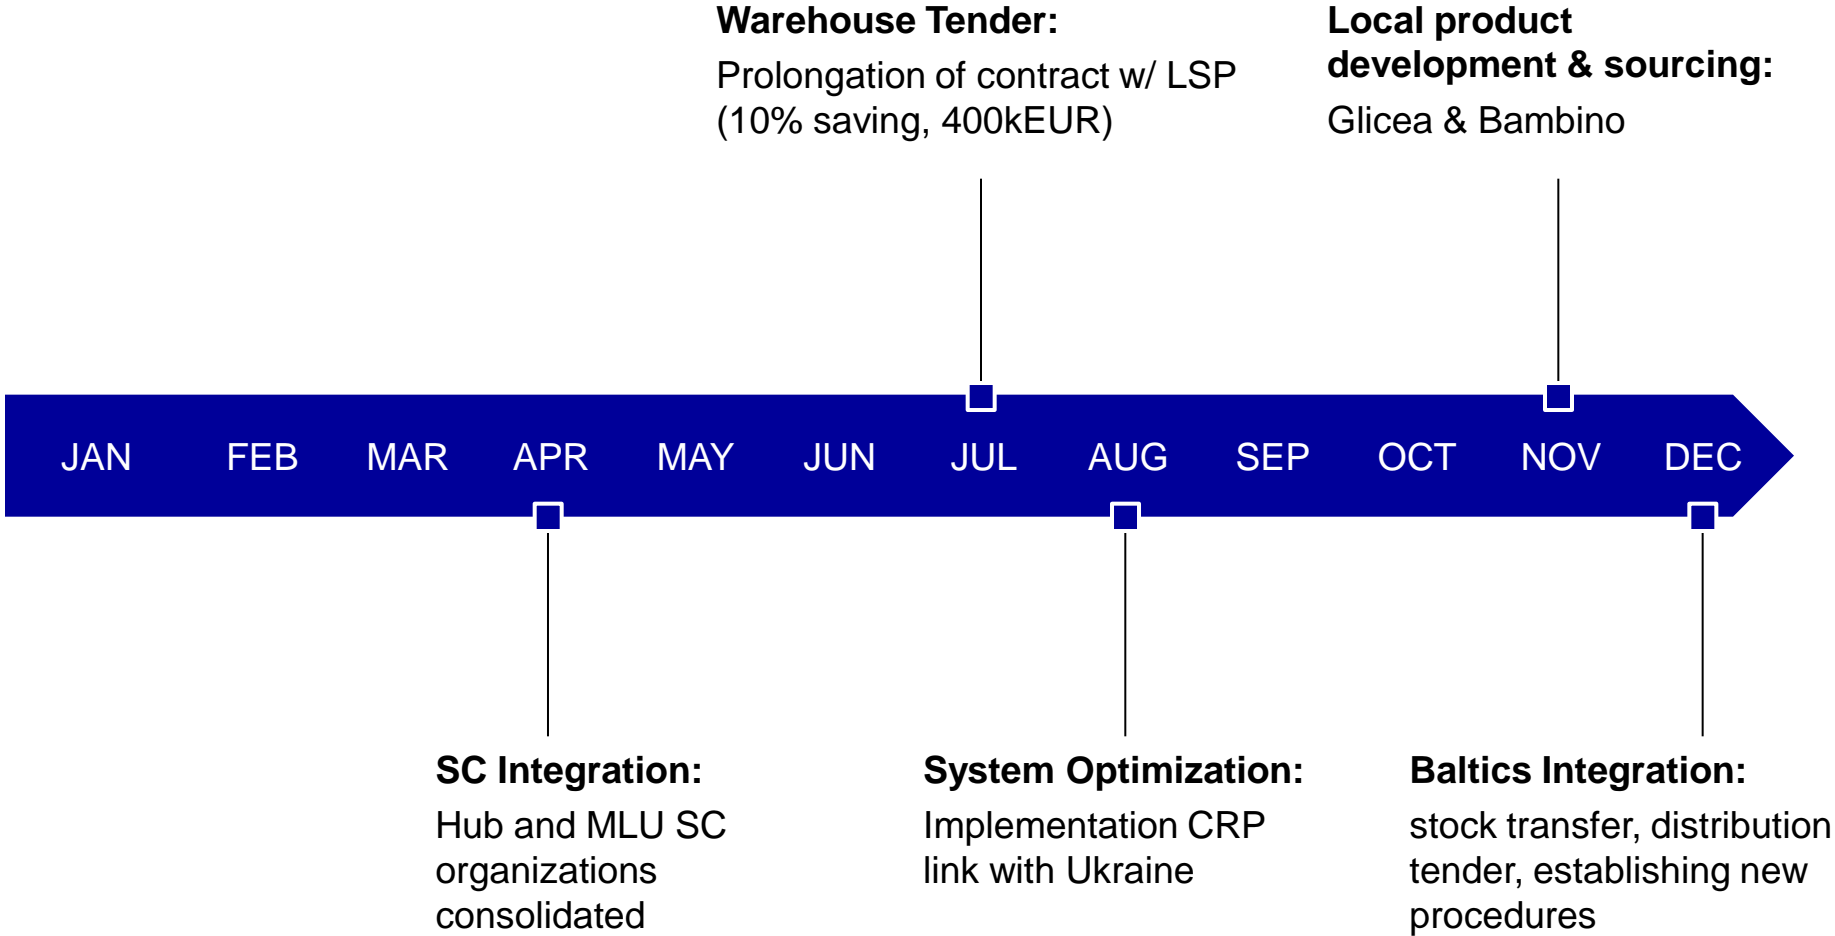 Warehouse Tender:
Prolongation of contract w/ LSP
(10% saving, 400kEUR)
Local product
development & sourcing:
Glicea & Bambino
JAN FEB MAR APR MAY JUN JUL AUG SEP OCT NOV DEC
SC Integration:
Hub and MLU SC
organizations
consolidated
System Optimization:
Implementation CRP
link with Ukraine
Baltics Integration:
stock transfer, distribution
tender, establishing new
procedures